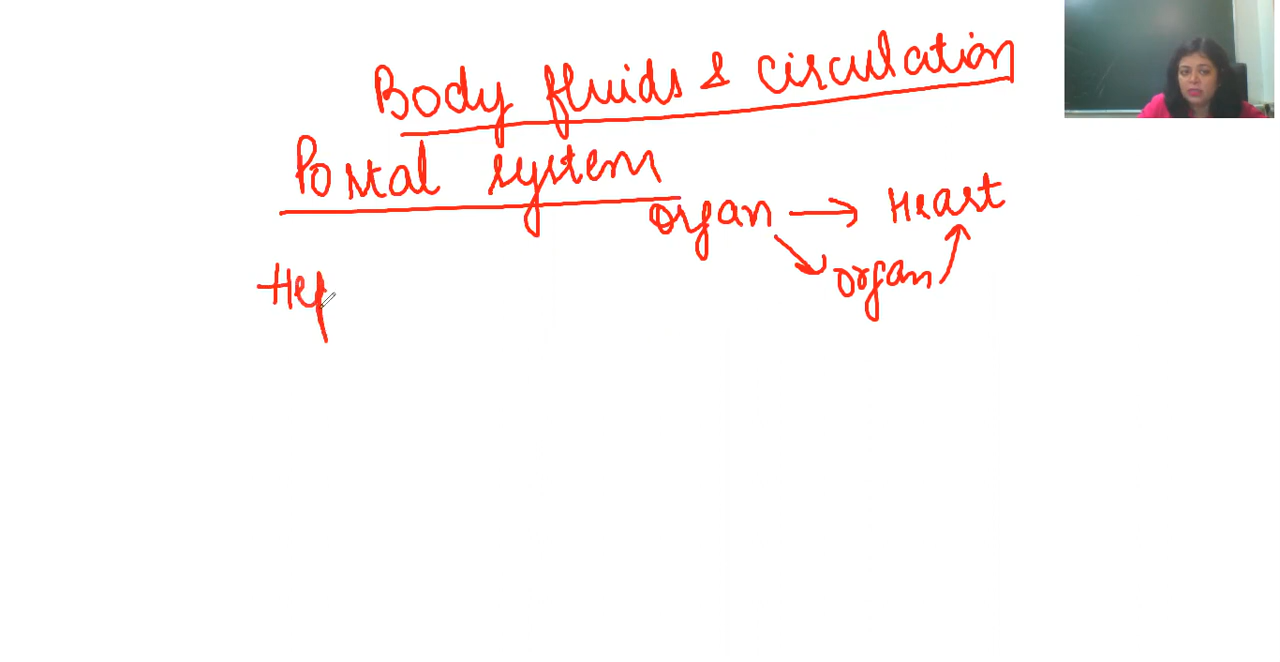 Body fluids & circulation
Portal system
organ → Heart
organ
Hep